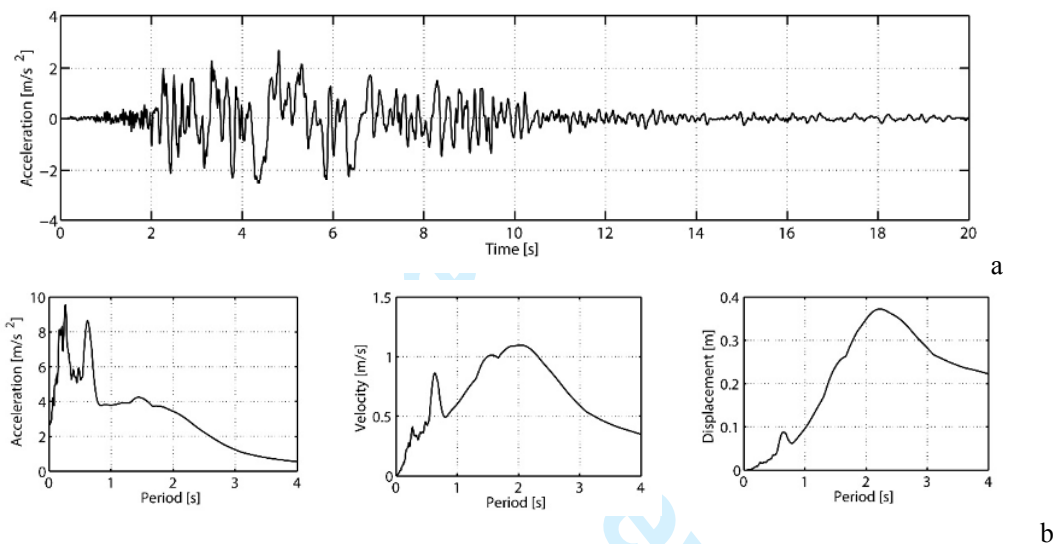 4
2
0
−2
−4
Acceleration [m/s ²]
0 2 4 6 8 10 12 14 16 18 20
Time [s]
a
10
8
6
4
2
0
Acceleration [m/s ²]
0 1 2 3 4
Period [s]
1.5
1
0.5
0
Velocity [m/s]
0 1 2 3 4
Period [s]
0.4
0.3
0.2
0.1
0
Displacement [m]
0 1 2 3 4
Period [s]
b